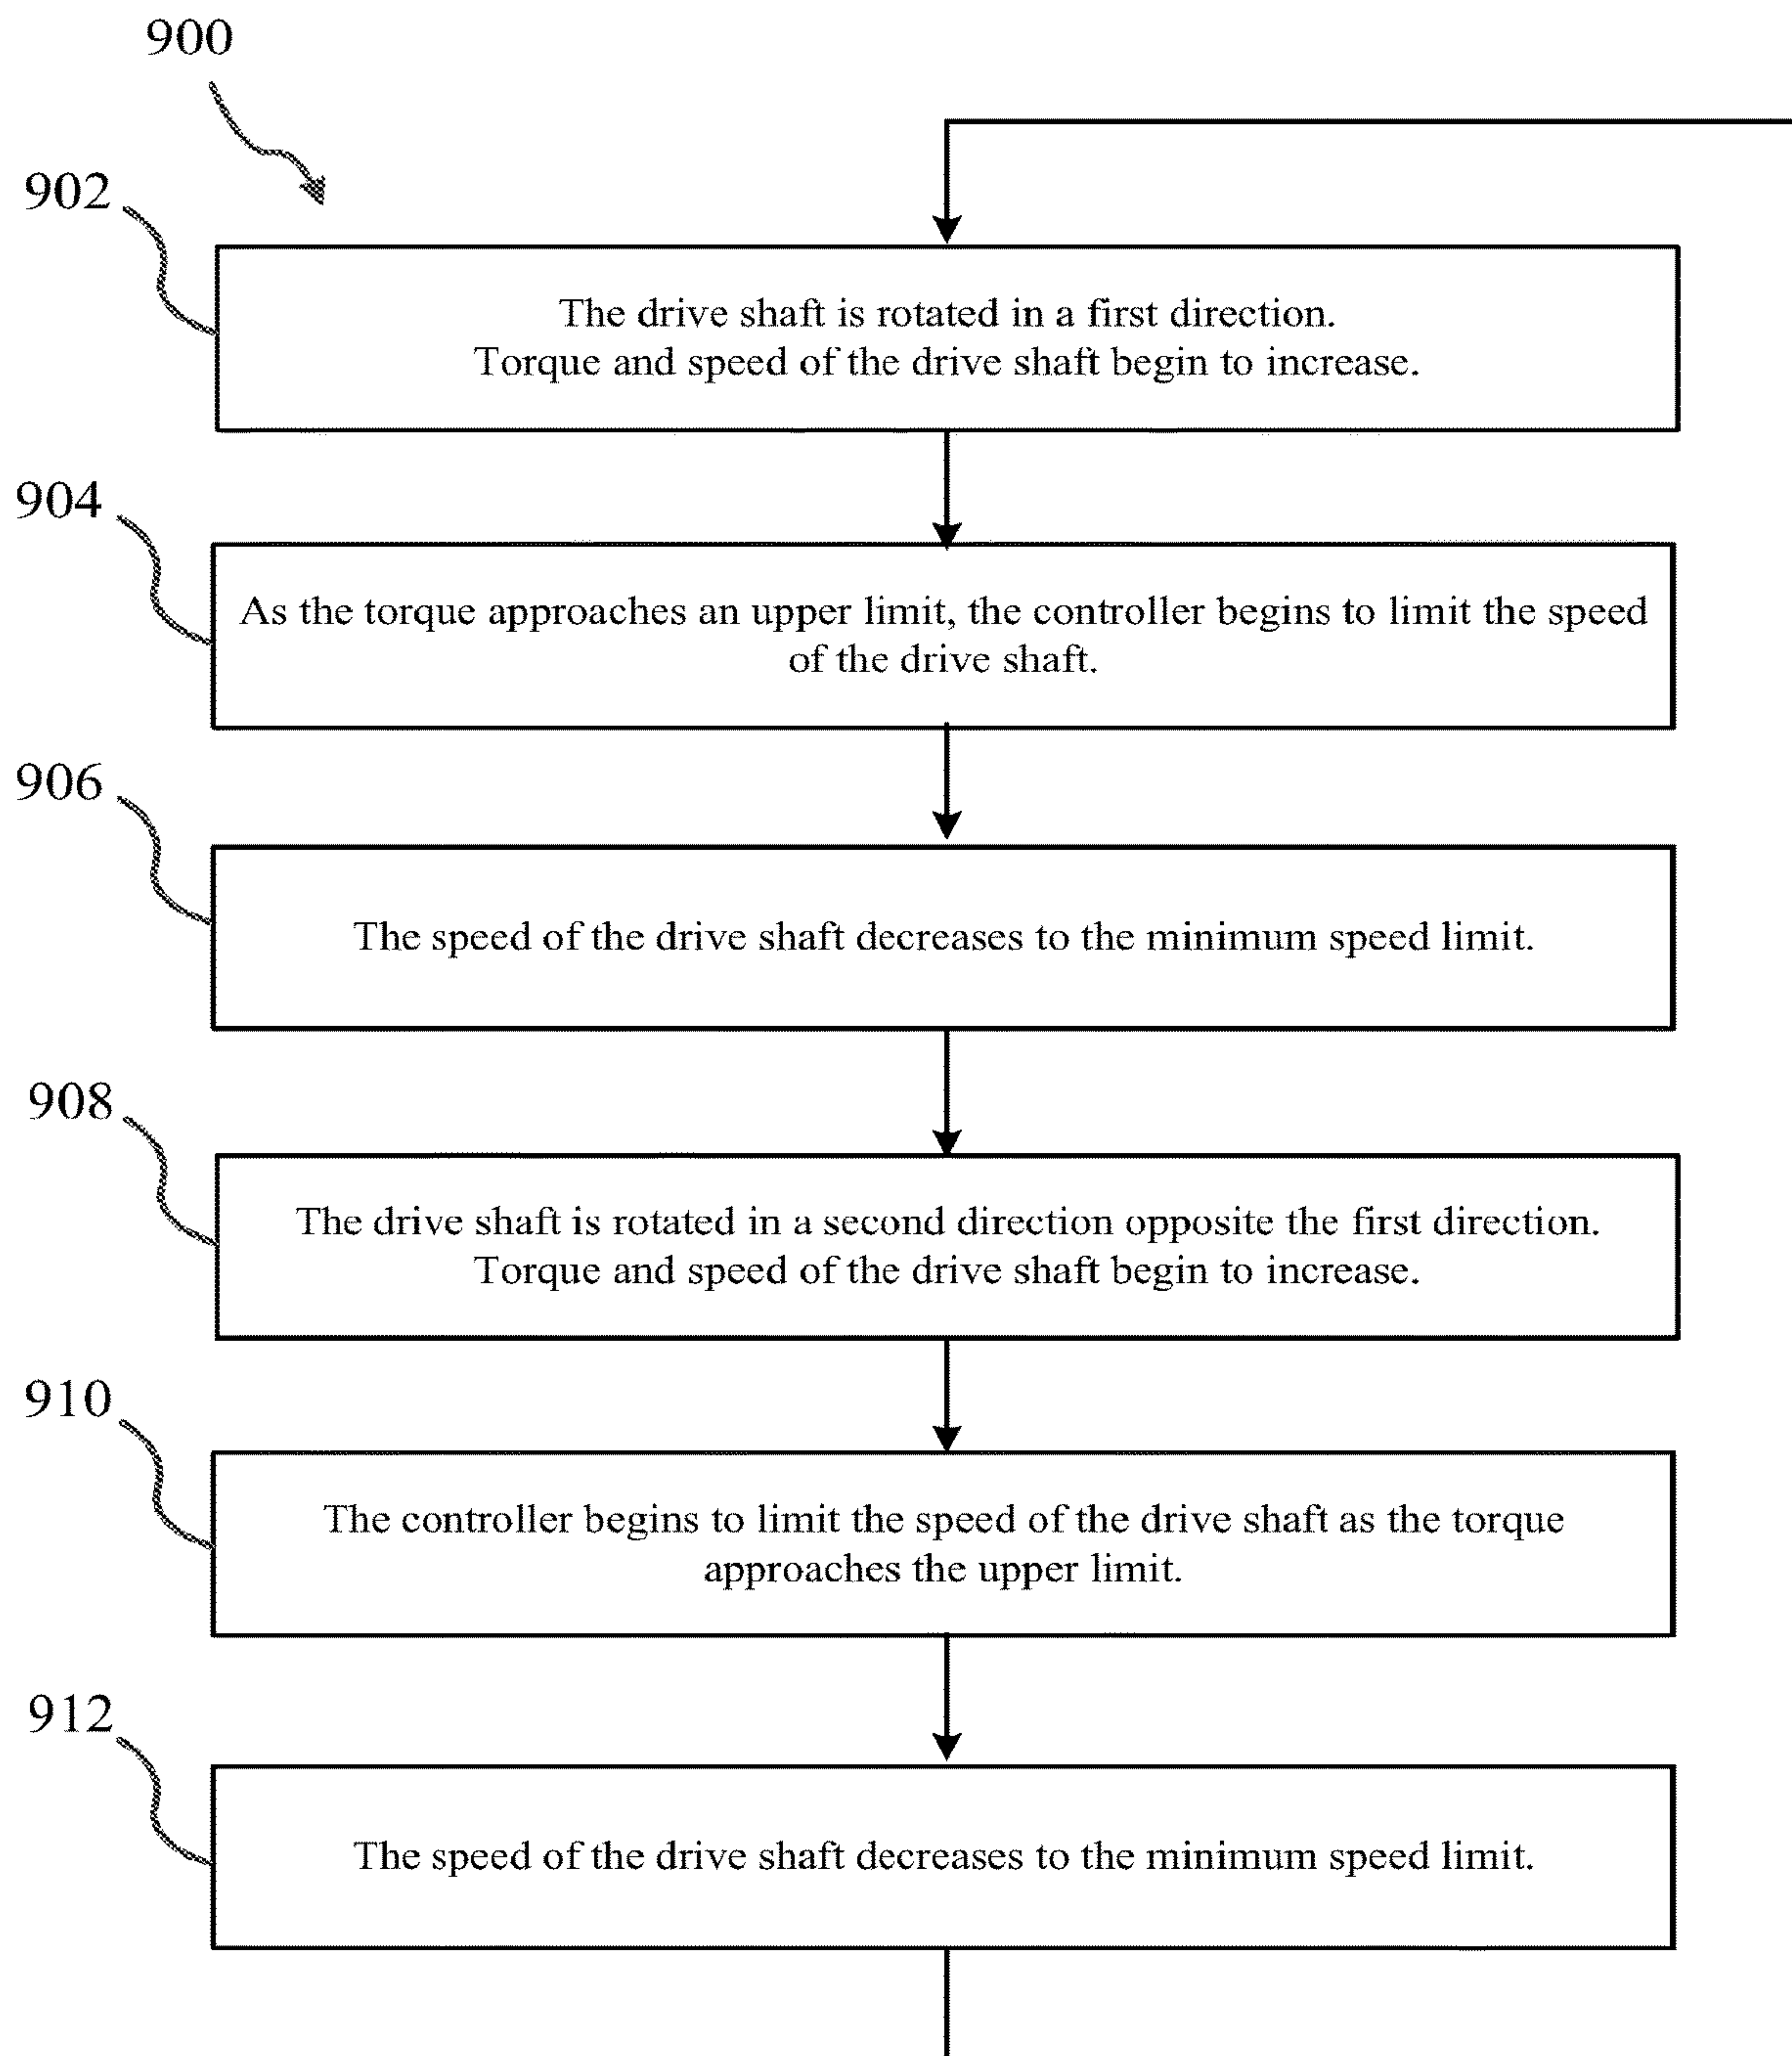 900
902
The drive shaft is rotated in a first direction.
Torque and speed of the drive shaft begin to increase.
904
As the torque approaches an upper limit, the controller begins to limit the speed
of the drive shaft.
906
The speed of the drive shaft decreases to the minimum speed limit.
908
The drive shaft is rotated in a second direction opposite the first direction.
Torque and speed of the drive shaft begin to increase.
910
The controller begins to limit the speed of the drive shaft as the torque
approaches the upper limit.
912
The speed of the drive shaft decreases to the minimum speed limit.